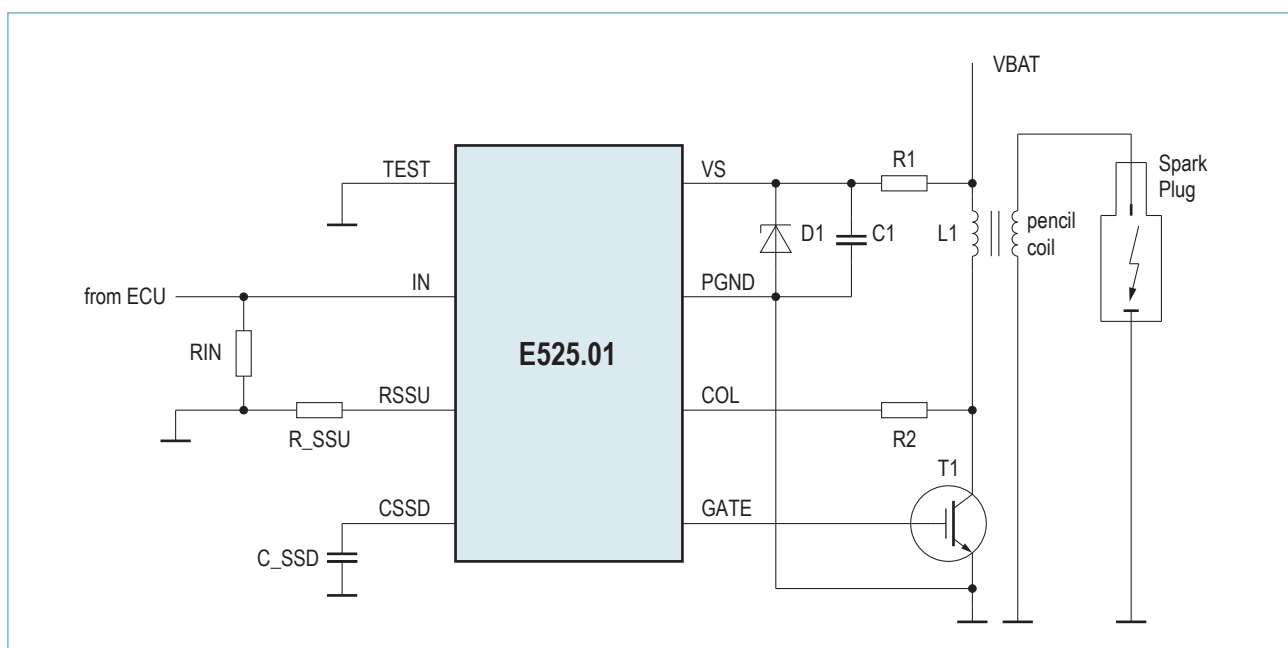 VBAT
TEST
VS
R1
Spark
Plug
D1
C1
L1
pencil
coil
from ECU
IN
PGND
RIN
E525.01
RSSU
COL
R_SSU
R2
T1
CSSD
GATE
C_SSD